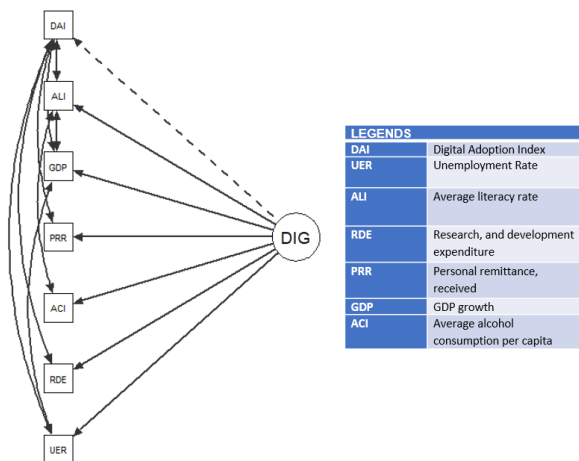 DAI
ALI
GDP
PRR
ACI
RDE
UER
DIG
LEGENDS
DAI Digital Adoption Index
UER Unemployment Rate
ALI Average literacy rate
RDE Research, and development
expenditure
PRR Personal remittance,
received
GDP GDP growth
ACI Average alcohol
consumption per capita